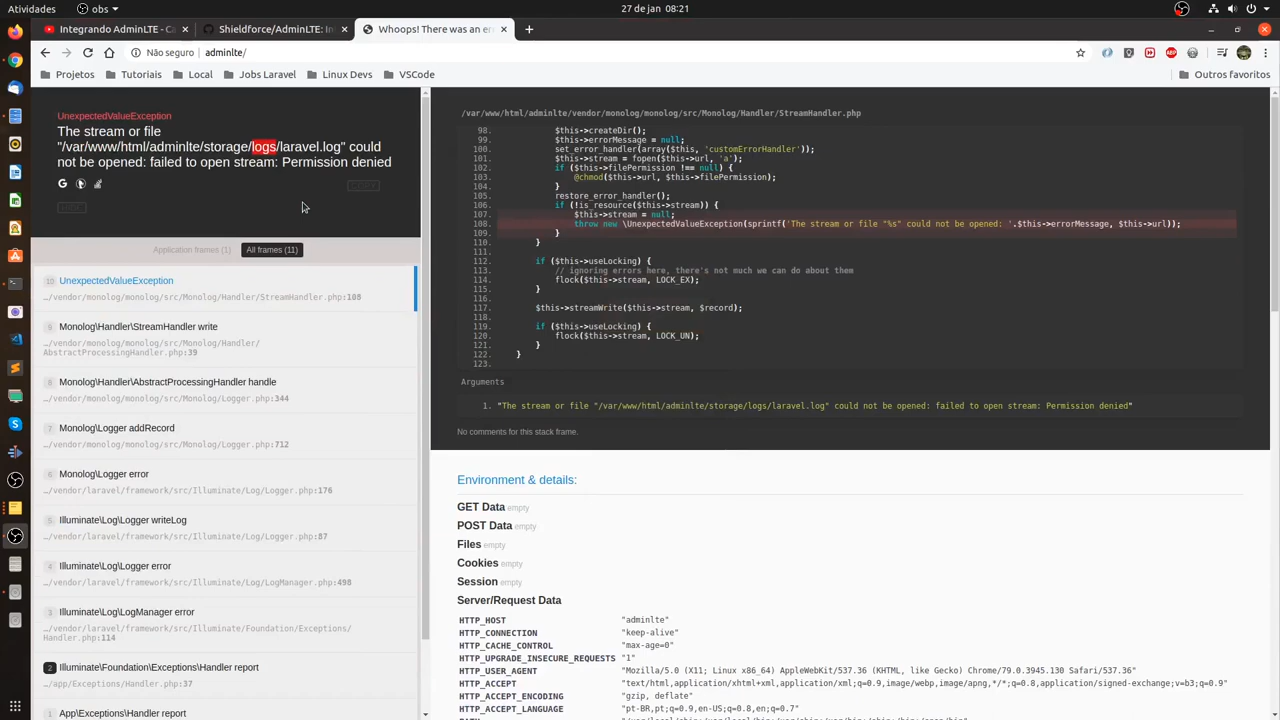 Atividades
obs
27 de jan 08:21
Integrando AdminLTE - Ca
Shieldforce/AdminLTE: In
Whoops! There was an err
Não seguro
adminlte/
Projetos
Tutoriais
Local
Jobs Laravel
Linux Devs
VSCode
Outros favoritos
UnexpectedValueException
The stream or file
"/var/www/html/adminlte/storage/logs/laravel.log" could
not be opened: failed to open stream: Permission denied
COPY
HIDE
Application frames (1)
All frames (11)
10 UnexpectedValueException
…/vendor/monolog/monolog/src/Monolog/Handler/StreamHandler.php:108
9 Monolog\Handler\StreamHandler write
…/vendor/monolog/monolog/src/Monolog/Handler/
AbstractProcessingHandler.php:39
8 Monolog\Handler\AbstractProcessingHandler handle
…/vendor/monolog/monolog/src/Monolog/Logger.php:344
7 Monolog\Logger addRecord
…/vendor/monolog/monolog/src/Monolog/Logger.php:712
6 Monolog\Logger error
…/vendor/laravel/framework/src/Illuminate/Log/Logger.php:176
5 Illuminate\Log\Logger writeLog
…/vendor/laravel/framework/src/Illuminate/Log/Logger.php:87
4 Illuminate\Log\Logger error
…/vendor/laravel/framework/src/Illuminate/Log/LogManager.php:498
3 Illuminate\Log\LogManager error
…/vendor/laravel/framework/src/Illuminate/Foundation/Exceptions/
Handler.php:114
2 Illuminate\Foundation\Exceptions\Handler report
…/app/Exceptions/Handler.php:37
1 App\Exceptions\Handler report
/var/www/html/adminlte/vendor/monolog/monolog/src/Monolog/Handler/StreamHandler.php
98. $this->createDir();
99. $this->errorMessage = null;
100. set_error_handler(array($this, 'customErrorHandler'));
101. $this->stream = fopen($this->url, 'a');
102. if ($this->filePermission !== null) {
103. @chmod($this->url, $this->filePermission);
104. }
105. restore_error_handler();
106. if (!is_resource($this->stream)) {
107. $this->stream = null;
108. throw new \UnexpectedValueException(sprintf('The stream or file "%s" could not be opened: '.$this->errorMessage, $this->url));
109. }
110. }
111.
112. if ($this->useLocking) {
113. // ignoring errors here, there's not much we can do about them
114. flock($this->stream, LOCK_EX);
115. }
116.
117. $this->streamWrite($this->stream, $record);
118.
119. if ($this->useLocking) {
120. flock($this->stream, LOCK_UN);
121. }
122. }
123.
Arguments
1. "The stream or file "/var/www/html/adminlte/storage/logs/laravel.log" could not be opened: failed to open stream: Permission denied"
No comments for this stack frame.
Environment & details:
GET Data empty
POST Data empty
Files empty
Cookies empty
Session empty
Server/Request Data
HTTP_HOST "adminlte"
HTTP_CONNECTION "keep-alive"
HTTP_CACHE_CONTROL "max-age=0"
HTTP_UPGRADE_INSECURE_REQUESTS "1"
HTTP_USER_AGENT "Mozilla/5.0 (X11; Linux x86_64) AppleWebKit/537.36 (KHTML, like Gecko) Chrome/79.0.3945.130 Safari/537.36"
HTTP_ACCEPT "text/html,application/xhtml+xml,application/xml;q=0.9,image/webp,image/apng,*/*;q=0.8,application/signed-exchange;v=b3;q=0.9"
HTTP_ACCEPT_ENCODING "gzip, deflate"
HTTP_ACCEPT_LANGUAGE "pt-BR,pt;q=0.9,en-US;q=0.8,en;q=0.7"